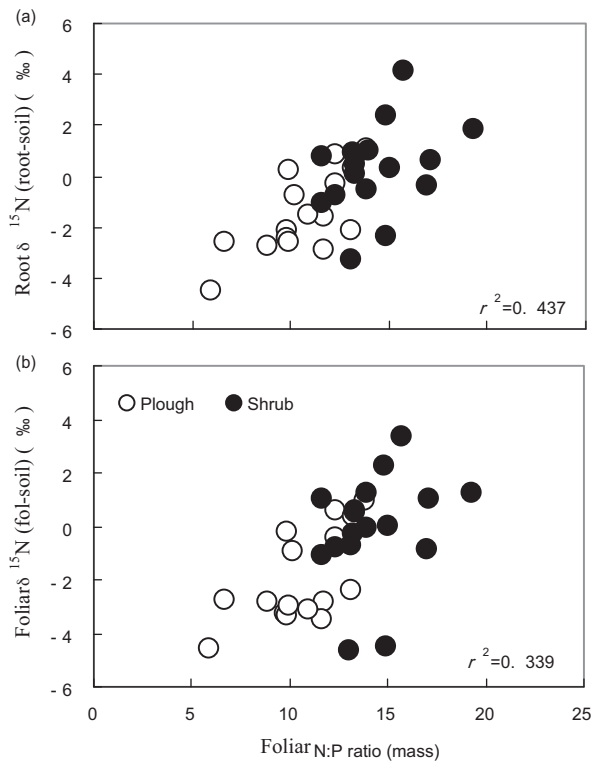 (a)
6
4
2
0
- 2
- 4
- 6
Root δ ¹⁵N (root-soil) ( ‰)
r ²=0. 437
(b)
6
4
2
0
- 2
- 4
- 6
Foliarδ ¹⁵N (fol-soil) ( ‰)
Plough Shrub
r ²=0. 339
0 5 10 15 20 25
Foliar N:P ratio (mass)